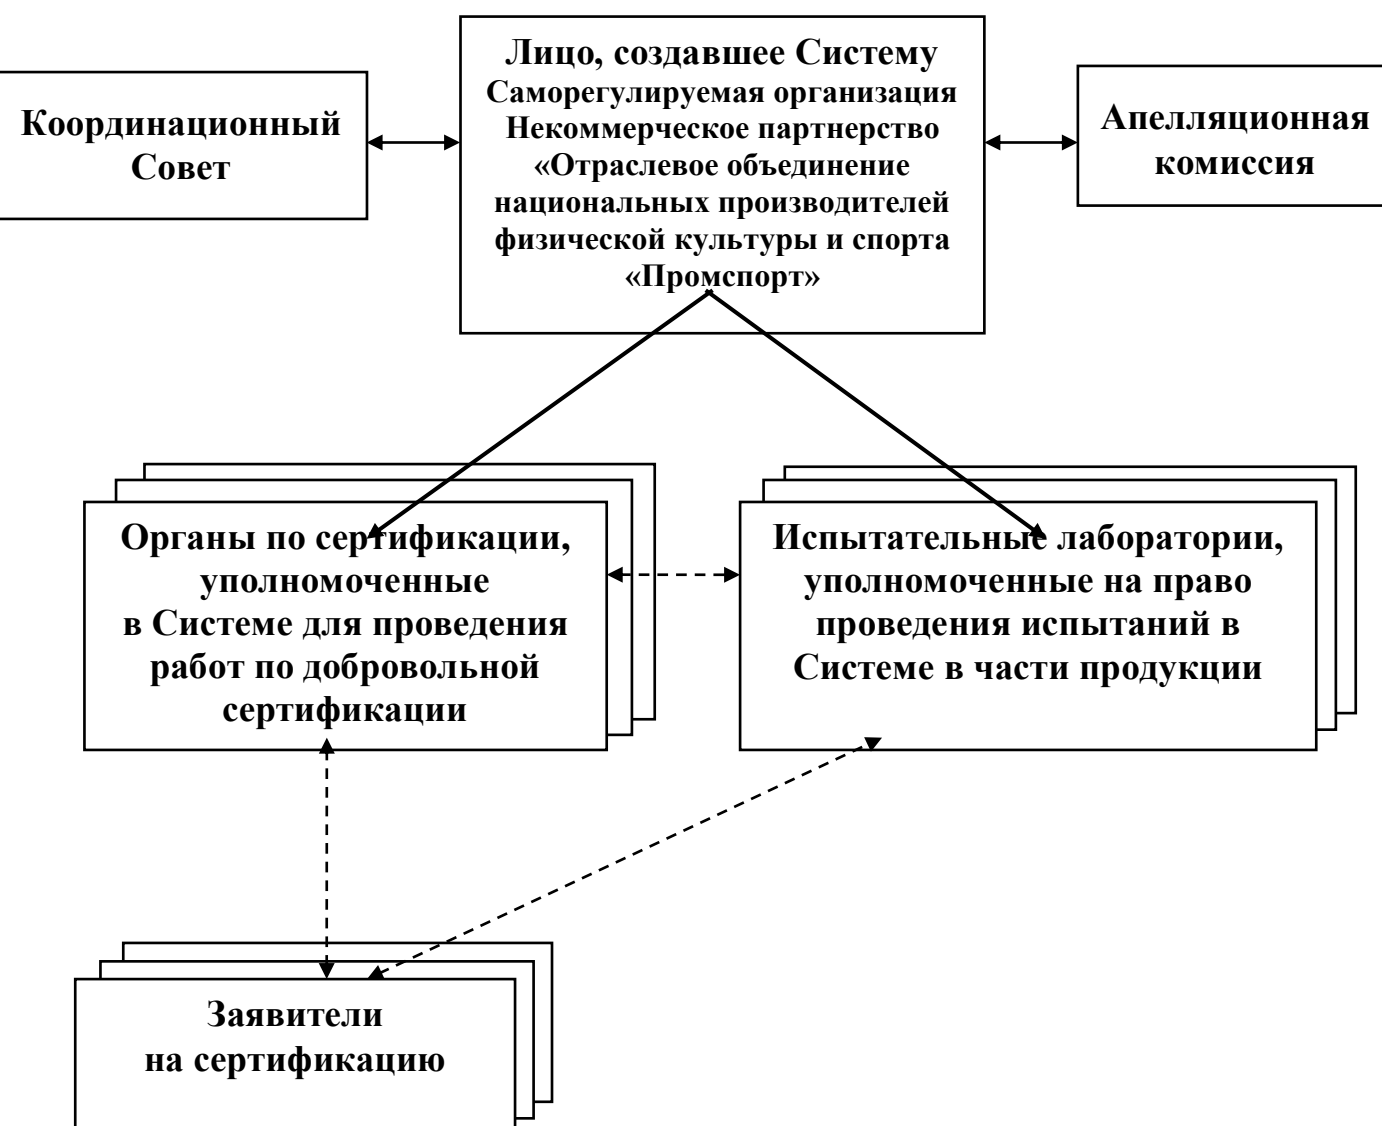 Лицо, создавшее Систему
Саморегулируемая организация
Некоммерческое партнерство
«Отраслевое объединение
национальных производителей
физической культуры и спорта
«Промспорт»
Координационный
Совет
Апелляционная
комиссия
Органы по сертификации,
уполномоченные
в Системе для проведения
работ по добровольной
сертификации
Испытательные лаборатории,
уполномоченные на право
проведения испытаний в
Системе в части продукции
Заявители
на сертификацию